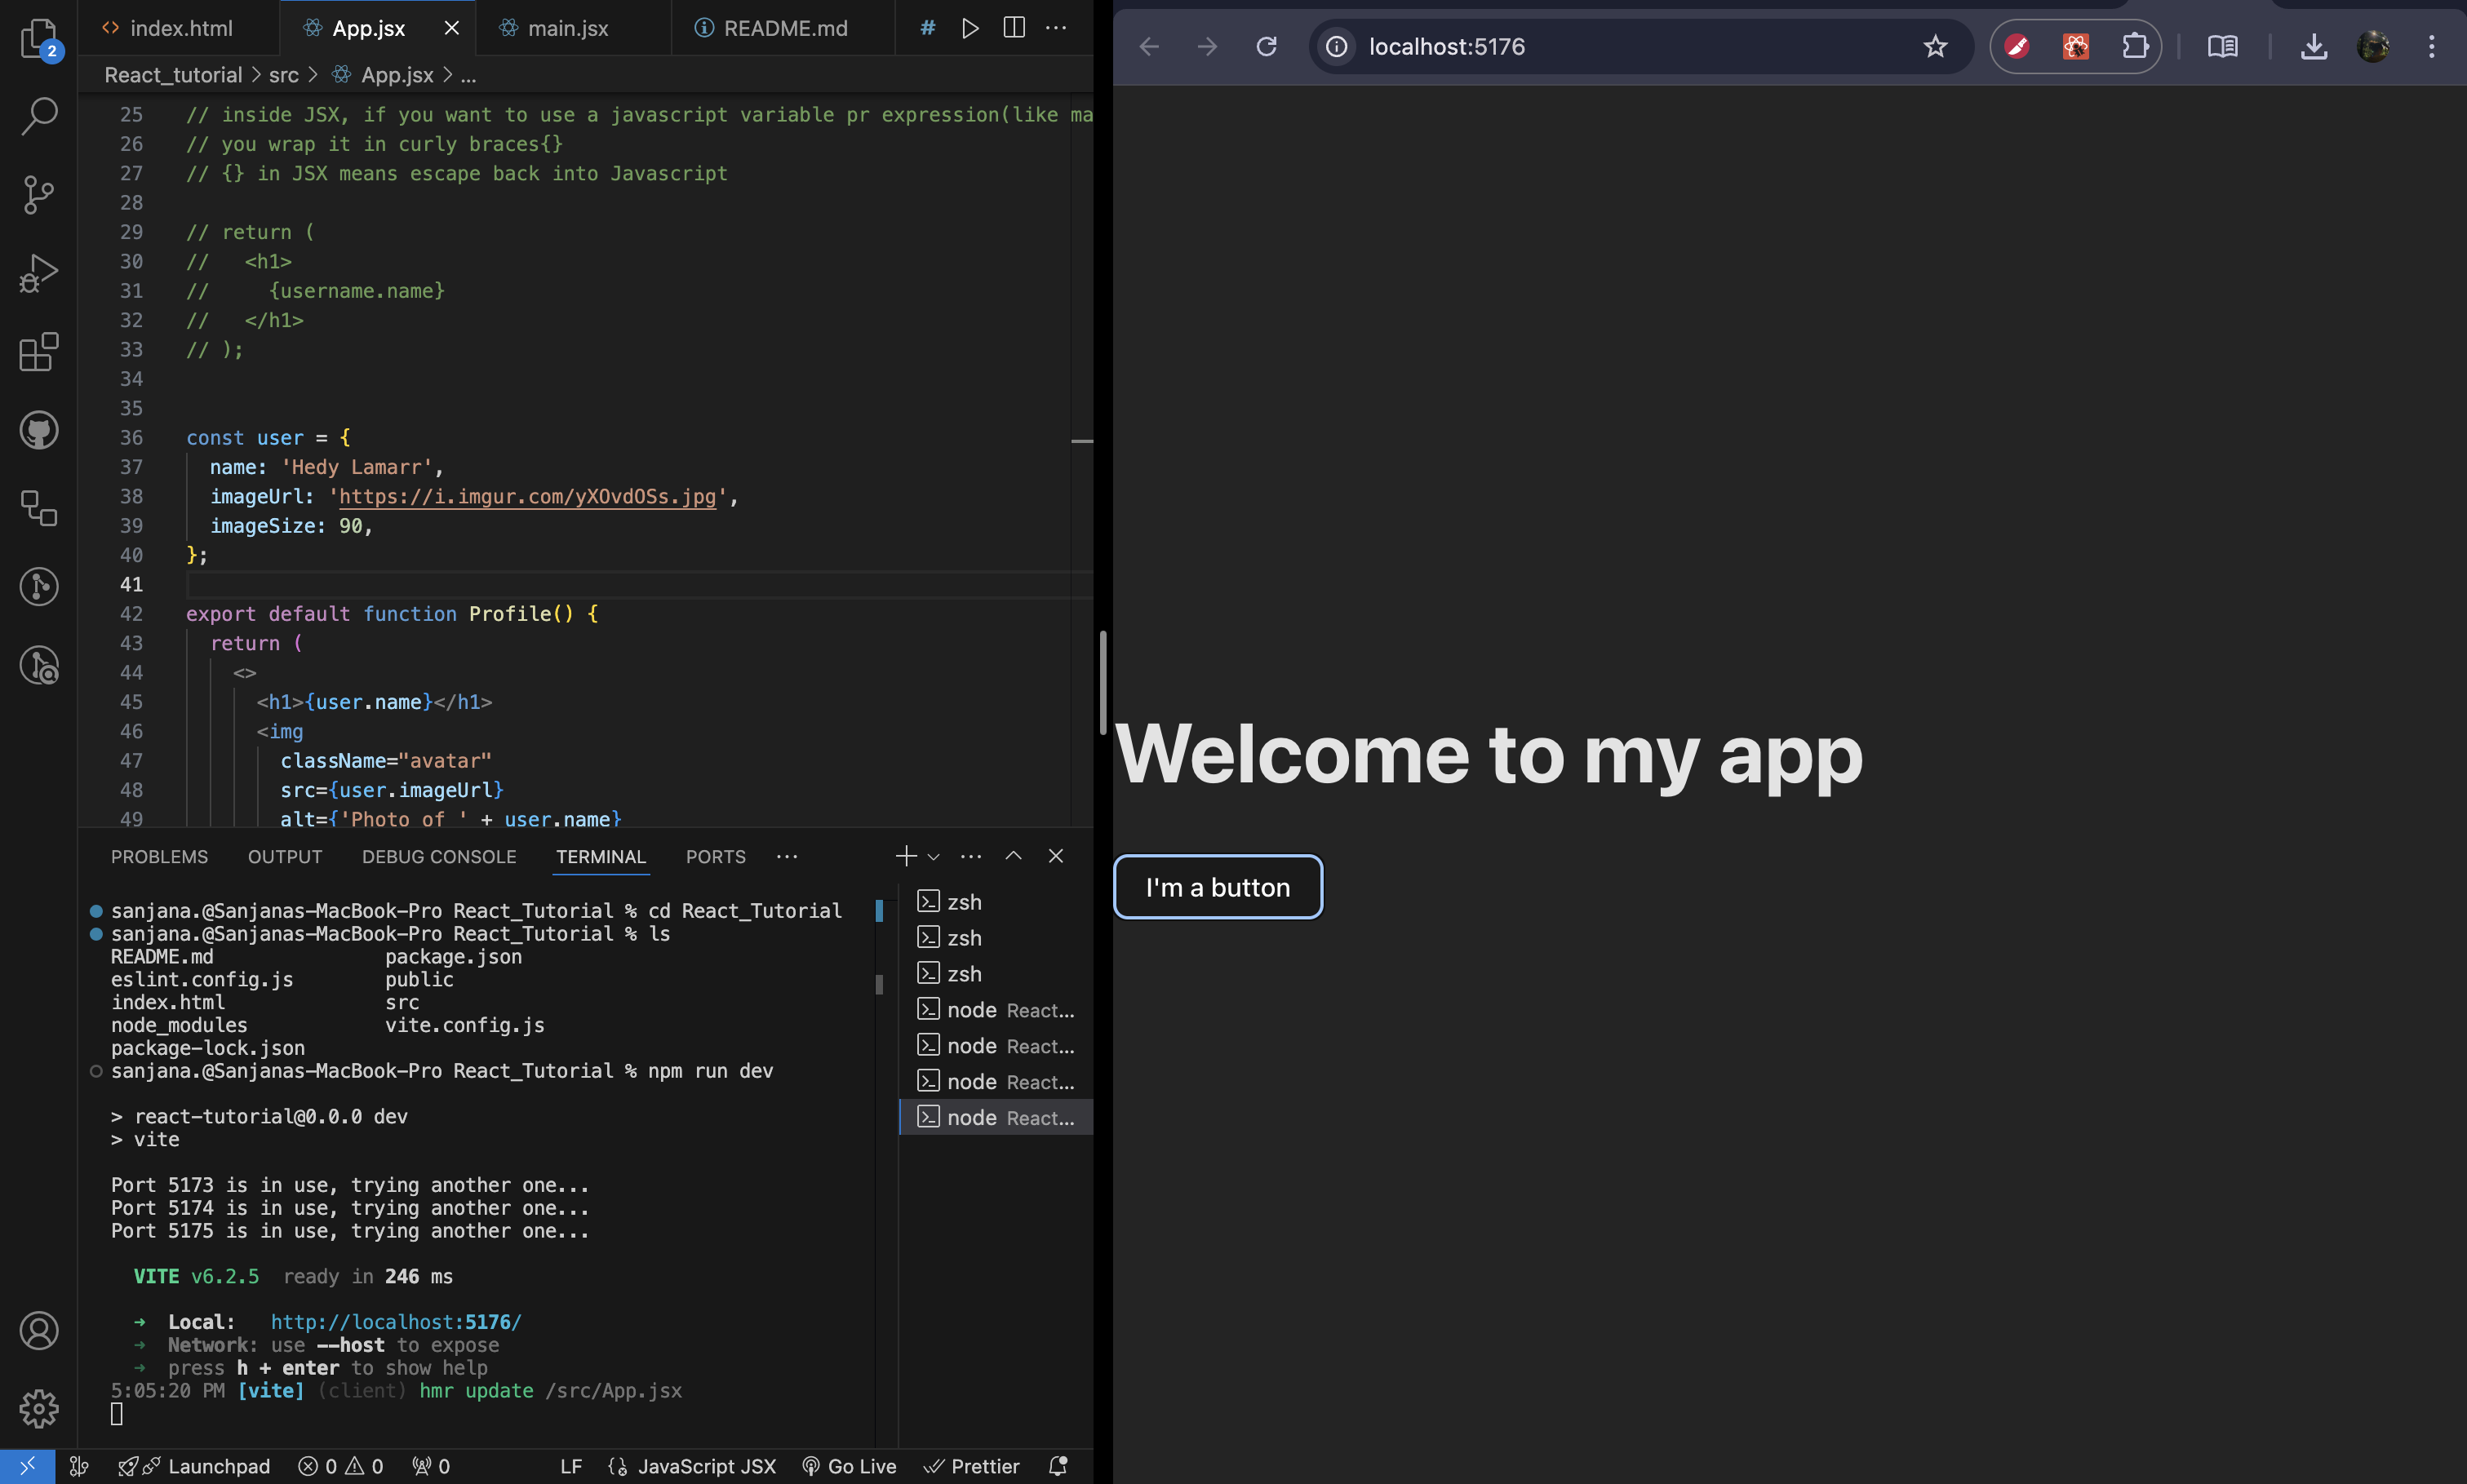 index.html
App.jsx
main.jsx
README.md
2
React_tutorial > src > App.jsx > ...
25 // inside JSX, if you want to use a javascript variable pr expression(like ma
26 // you wrap it in curly braces{}
27 // {} in JSX means escape back into Javascript
28
29 // return (
30 //   <h1>
31 //     {username.name}
32 //   </h1>
33 // );
34
35
36 const user = {
37   name: 'Hedy Lamarr',
38   imageUrl: 'https://i.imgur.com/yXOvdOSs.jpg',
39   imageSize: 90,
40 };
41
42 export default function Profile() {
43   return (
44     <>
45       <h1>{user.name}</h1>
46       <img
47         className="avatar"
48         src={user.imageUrl}
49         alt={'Photo of ' + user.name}
PROBLEMS OUTPUT DEBUG CONSOLE TERMINAL PORTS
sanjana.@Sanjanas-MacBook-Pro React_Tutorial % cd React_Tutorial
sanjana.@Sanjanas-MacBook-Pro React_Tutorial % ls
README.md package.json
eslint.config.js public
index.html src
node_modules vite.config.js
package-lock.json
sanjana.@Sanjanas-MacBook-Pro React_Tutorial % npm run dev
> react-tutorial@0.0.0 dev
> vite
Port 5173 is in use, trying another one...
Port 5174 is in use, trying another one...
Port 5175 is in use, trying another one...
VITE v6.2.5 ready in 246 ms
➜ Local: http://localhost:5176/
➜ Network: use --host to expose
➜ press h + enter to show help
5:05:20 PM [vite] (client) hmr update /src/App.jsx
zsh
zsh
zsh
node React...
node React...
node React...
node React...
Launchpad 0 0 0 LF JavaScript JSX Go Live Prettier
localhost:5176
Welcome to my app
I'm a button